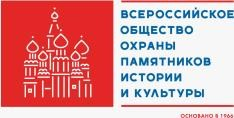 ВСЕРОССИЙСКОЕ
ОБЩЕСТВО
ОХРАНЫ
ПАМЯТНИКОВ
ИСТОРИИ
И КУЛЬТУРЫ
ОСНОВАНО В 1966